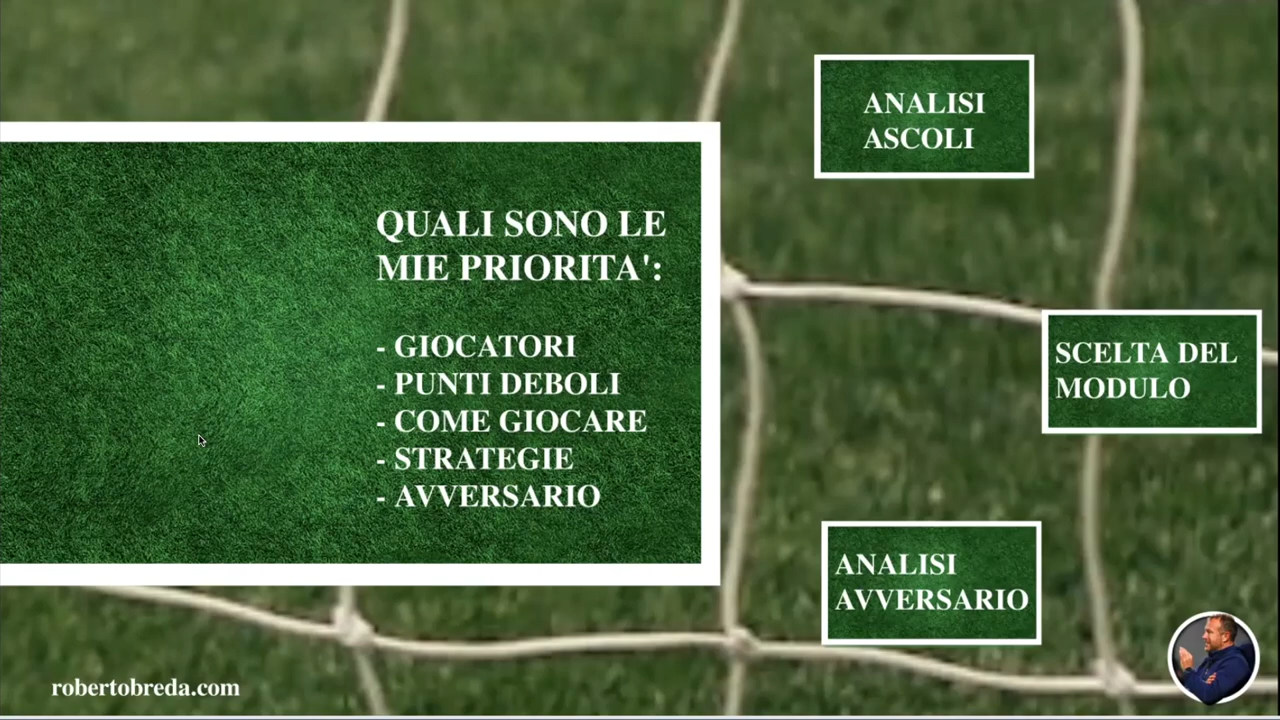 QUALI SONO LE
MIE PRIORITA':
- GIOCATORI
- PUNTI DEBOLI
- COME GIOCARE
- STRATEGIE
- AVVERSARIO
ANALISI
ASCOLI
SCELTA DEL
MODULO
ANALISI
AVVERSARIO
robertobreda.com